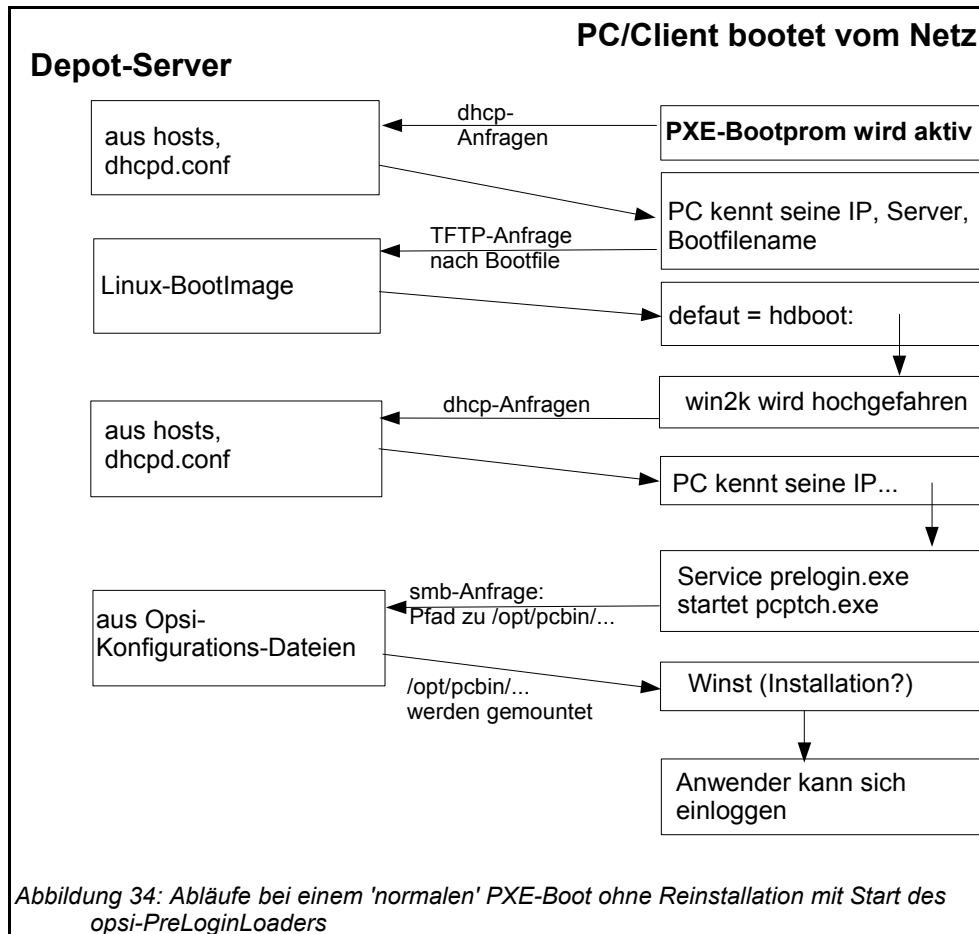 PC/Client bootet vom Netz
Depot-Server
dhcp-
Anfragen
aus hosts,
dhcpd.conf
PXE-Bootprom wird aktiv
PC kennt seine IP, Server,
Bootfilename
TFTP-Anfrage
nach Bootfile
Linux-BootImage
defaut = hdboot:
win2k wird hochgefahren
dhcp-Anfragen
aus hosts,
dhcpd.conf
PC kennt seine IP...
Service prelogin.exe
startet pcptch.exe
smb-Anfrage:
Pfad zu /opt/pcbin/...
aus Opsi-
Konfigurations-Dateien
/opt/pcbin/...
werden gemountet
Winst (Installation?)
Anwender kann sich
einloggen
Abbildung 34: Abläufe bei einem 'normalen' PXE-Boot ohne Reinstallation mit Start des
opsi-PreLoginLoaders